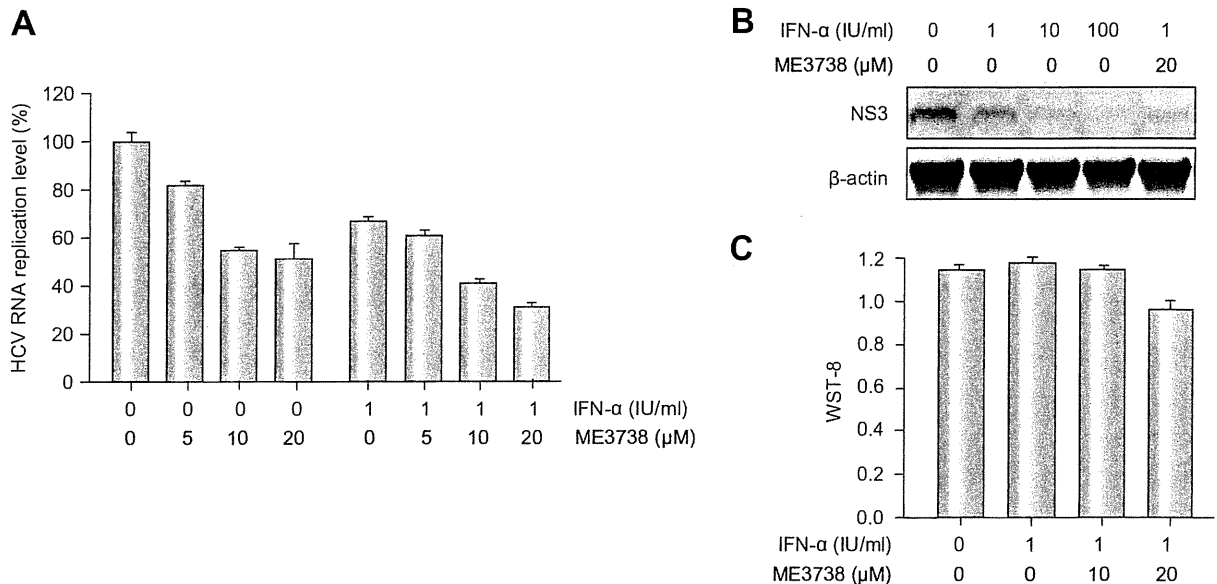 A
HCV RNA replication level (%)
120
100
80
60
40
20
0
0 0 0 0 1 1 1 1 IFN-α (IU/ml)
0 5 10 20 0 5 10 20 ME3738 (µM)
B
IFN-α (IU/ml) 0 1 10 100 1
ME3738 (µM) 0 0 0 0 20
NS3
β-actin
C
WST-8
1.2
1.0
0.8
0.6
0.4
0.2
0.0
IFN-α (IU/ml) 0 1 1 1
ME3738 (µM) 0 0 10 20